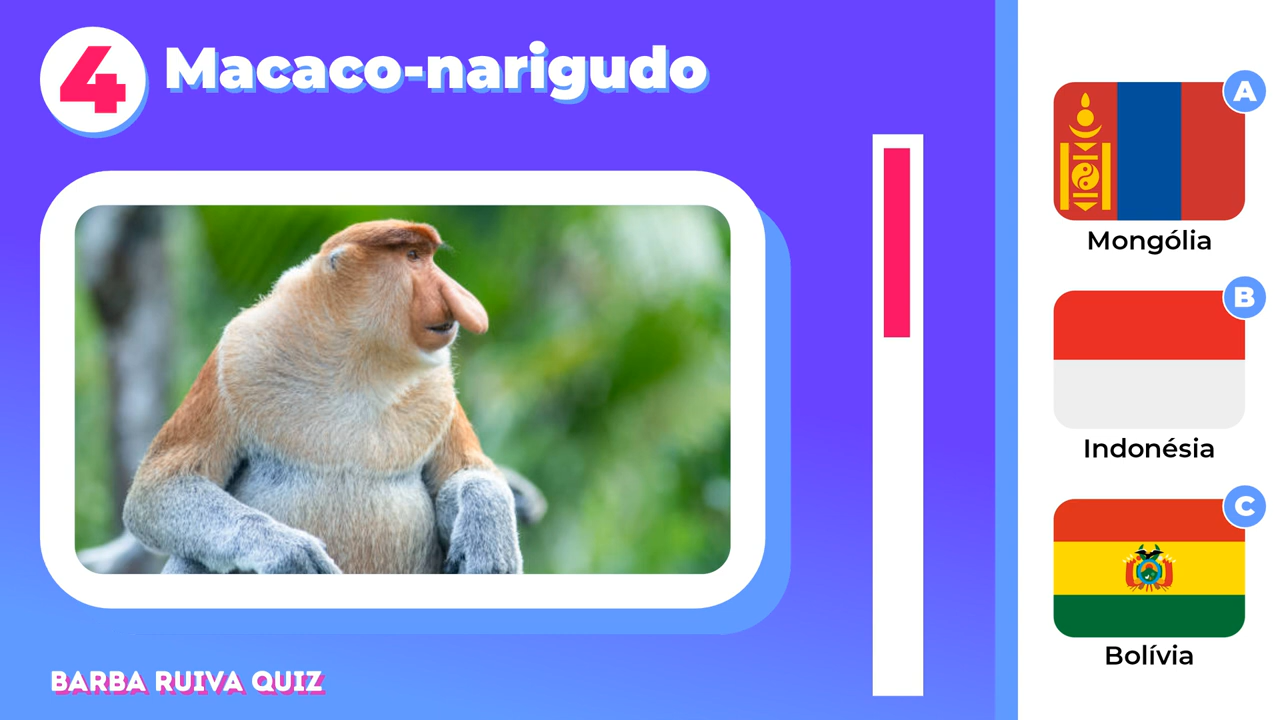 4
Macaco-narigudo
A
Mongólia
B
Indonésia
C
Bolívia
BARBA RUIVA QUIZ